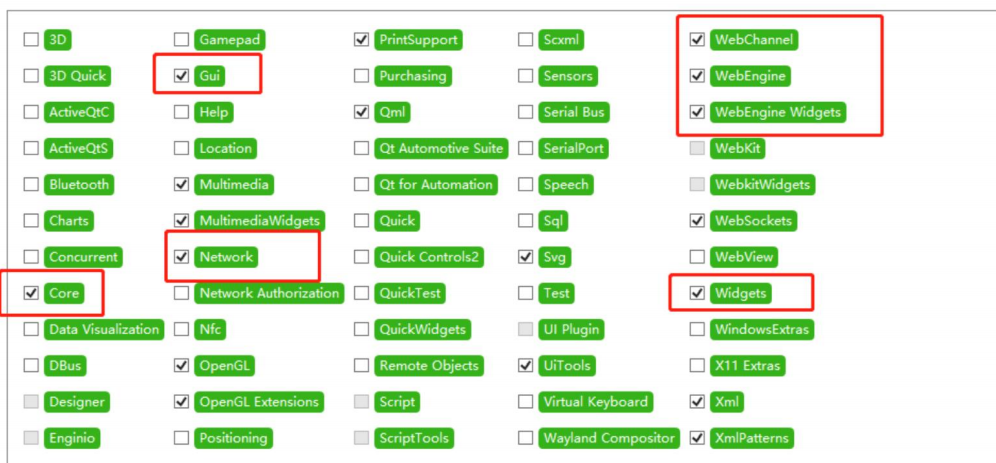 3D Gamepad PrintSupport Scxml WebChannel
3D Quick Gui Purchasing Sensors WebEngine
ActiveQtC Help Qml Serial Bus WebEngine Widgets
ActiveQtS Location Qt Automotive Suite SerialPort WebKit
Bluetooth Multimedia Qt for Automation Speech WebkitWidgets
Charts MultimediaWidgets Quick Sql WebSockets
Concurrent Network Quick Controls2 Svg WebView
Core Network Authorization QuickTest Test Widgets
Data Visualization Nfc QuickWidgets UI Plugin WindowsExtras
DBus OpenGL Remote Objects UiTools X11 Extras
Designer OpenGL Extensions Script Virtual Keyboard Xml
Enginio Positioning ScriptTools Wayland Compositor XmlPatterns